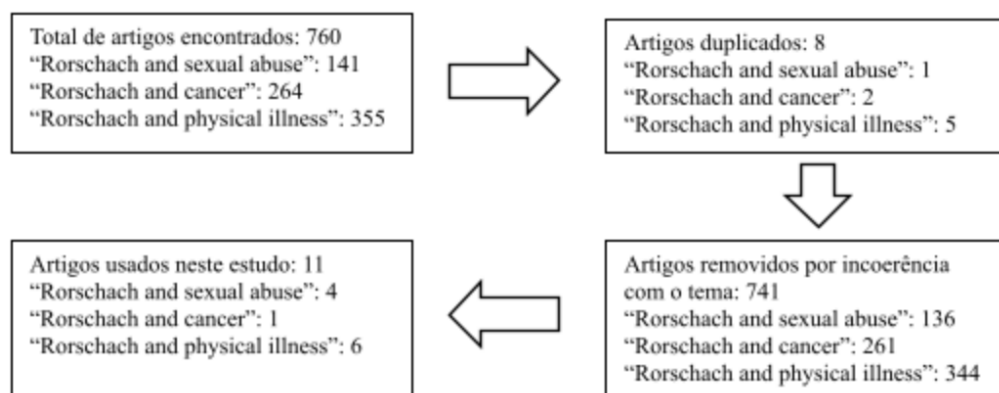 Total de artigos encontrados: 760
“Rorschach and sexual abuse”: 141
“Rorschach and cancer”: 264
“Rorschach and physical illness”: 355
Artigos duplicados: 8
“Rorschach and sexual abuse”: 1
“Rorschach and cancer”: 2
“Rorschach and physical illness”: 5
Artigos removidos por incoerência
com o tema: 741
“Rorschach and sexual abuse”: 136
“Rorschach and cancer”: 261
“Rorschach and physical illness”: 344
Artigos usados neste estudo: 11
“Rorschach and sexual abuse”: 4
“Rorschach and cancer”: 1
“Rorschach and physical illness”: 6